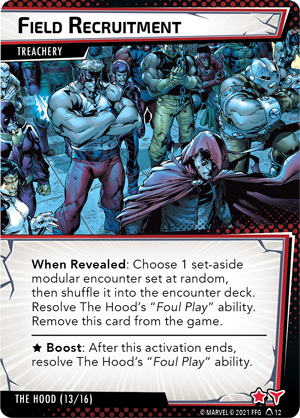 Field Recruitment
TREACHERY
When Revealed: Choose 1 set-aside
modular encounter set at random,
then shuffle it into the encounter deck.
Resolve The Hood's "Foul Play" ability.
Remove this card from the game.
★ Boost: After this activation ends,
resolve The Hood's "Foul Play" ability.
THE HOOD (13/16)
© MARVEL © 2021 FFG 12